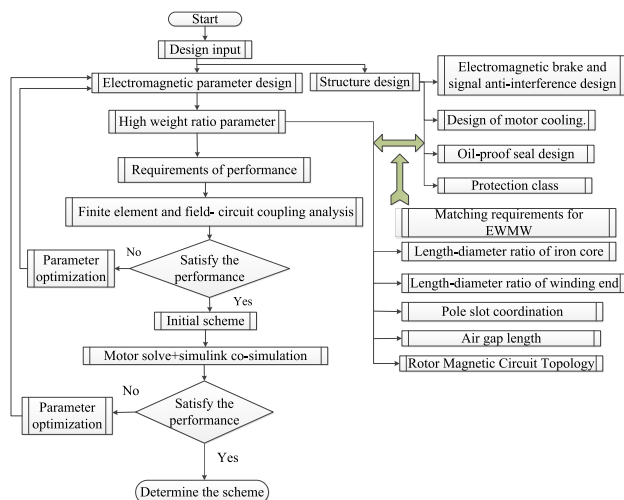 Start
Design input
Electromagnetic parameter design
Structure design
Electromagnetic brake and
signal anti-interference design
High weight ratio parameter
Design of motor cooling.
Requirements of performance
Oil-proof seal design
Protection class
Finite element and field- circuit coupling analysis
Matching requirements for
EWMW
Parameter
optimization
No
Satisfy the
performance
Yes
Length-diameter ratio of iron core
Length-diameter ratio of winding end
Initial scheme
Pole slot coordination
Air gap length
Motor solve+simulink co-simulation
Rotor Magnetic Circuit Topology
No
Parameter
optimization
Satisfy the
performance
Yes
Determine the scheme